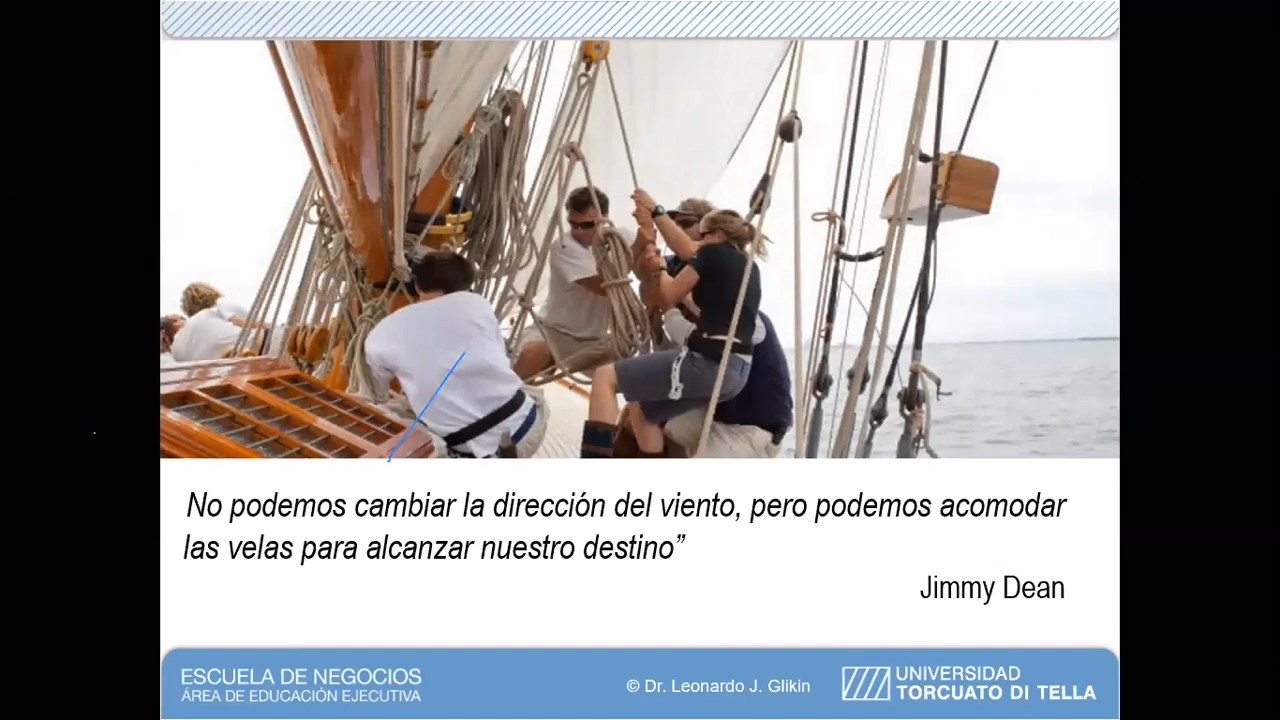 No podemos cambiar la dirección del viento, pero podemos acomodar
las velas para alcanzar nuestro destino”
Jimmy Dean
ESCUELA DE NEGOCIOS
ÁREA DE EDUCACIÓN EJECUTIVA
© Dr. Leonardo J. Glikin
UNIVERSIDAD
TORCUATO DI TELLA